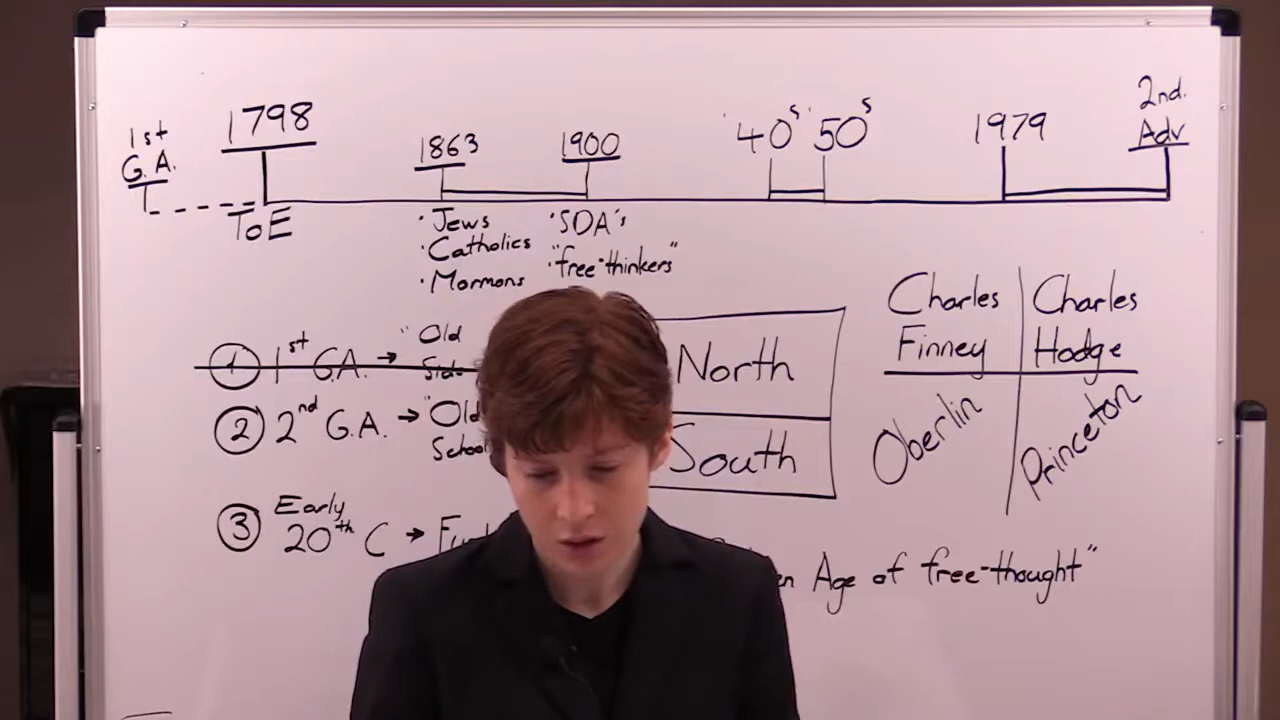 1st
G.A.
1798
ToE
1863
1900
'40s '50s
1979
2nd.
Adv
·Jews
·Catholics
·Mormons
·SDA's
·"free-thinkers"
1 1st G.A. → "Old
2 2nd G.A. → "Old
School
3 Early
20th C →
North
South
Charles
Finney
Charles
Hodge
Oberlin
Princeton
Age of free-thought"